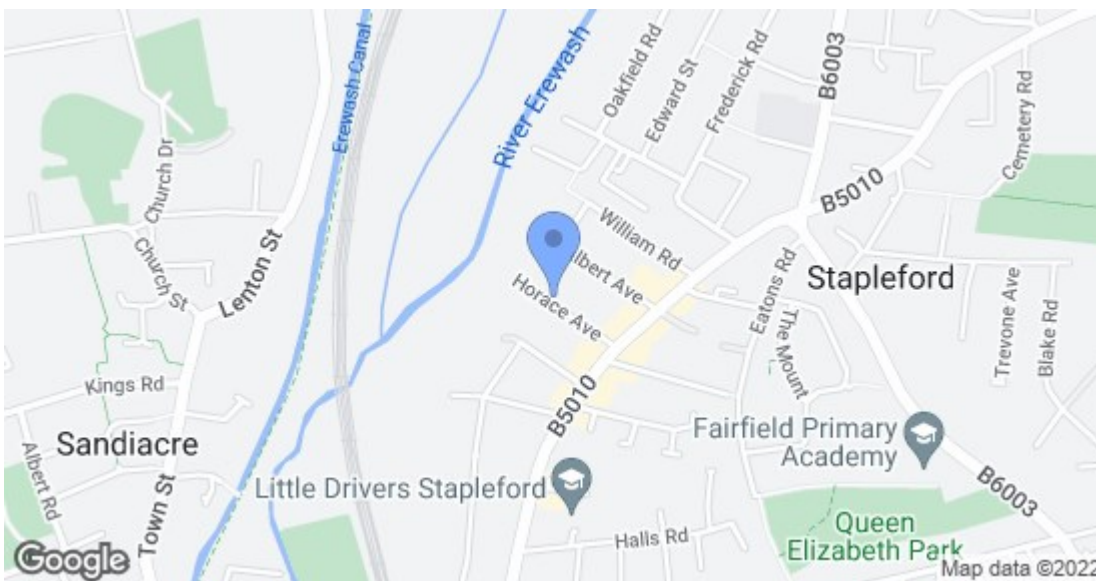 Erewash Canal
River Erewash
Oakfield Rd
Edward St
Frederick Rd
B6003
Cemetery Rd
Church Dr
B5010
Church St
Lenton St
William Rd
Albert Ave
Horace Ave
Stapleford
Eatons Rd
The Mount
Trevone Ave
Blake Rd
Kings Rd
B5010
Sandiacre
Albert Rd
Town St
Fairfield Primary
Academy
Little Drivers Stapleford
B6003
Halls Rd
Queen
Elizabeth Park
Google
Map data ©2022